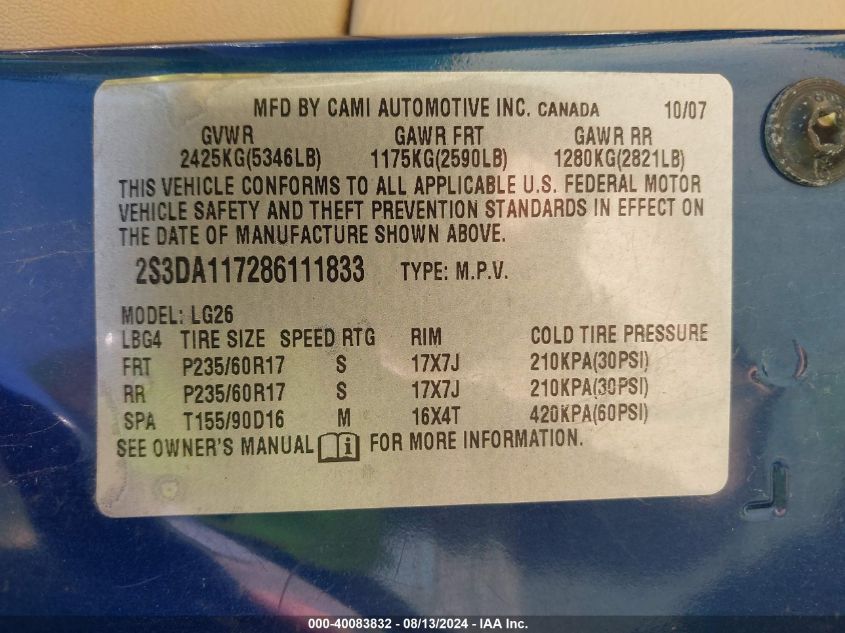 MFD BY CAMI AUTOMOTIVE INC. CANADA 10/07
GVWR GAWR FRT GAWR RR
2425KG(5346LB) 1175KG(2590LB) 1280KG(2821LB)
THIS VEHICLE CONFORMS TO ALL APPLICABLE U.S. FEDERAL MOTOR
VEHICLE SAFETY AND THEFT PREVENTION STANDARDS IN EFFECT ON
THE DATE OF MANUFACTURE SHOWN ABOVE.
2S3DA117286111833 TYPE: M.P.V.
MODEL: LG26
LBG4 TIRE SIZE SPEED RTG RIM COLD TIRE PRESSURE
FRT P235/60R17 S 17X7J 210KPA(30PSI)
RR P235/60R17 S 17X7J 210KPA(30PSI)
SPA T155/90D16 M 16X4T 420KPA(60PSI)
SEE OWNER'S MANUAL i FOR MORE INFORMATION.
000-40083832 - 08/13/2024 - IAA Inc.